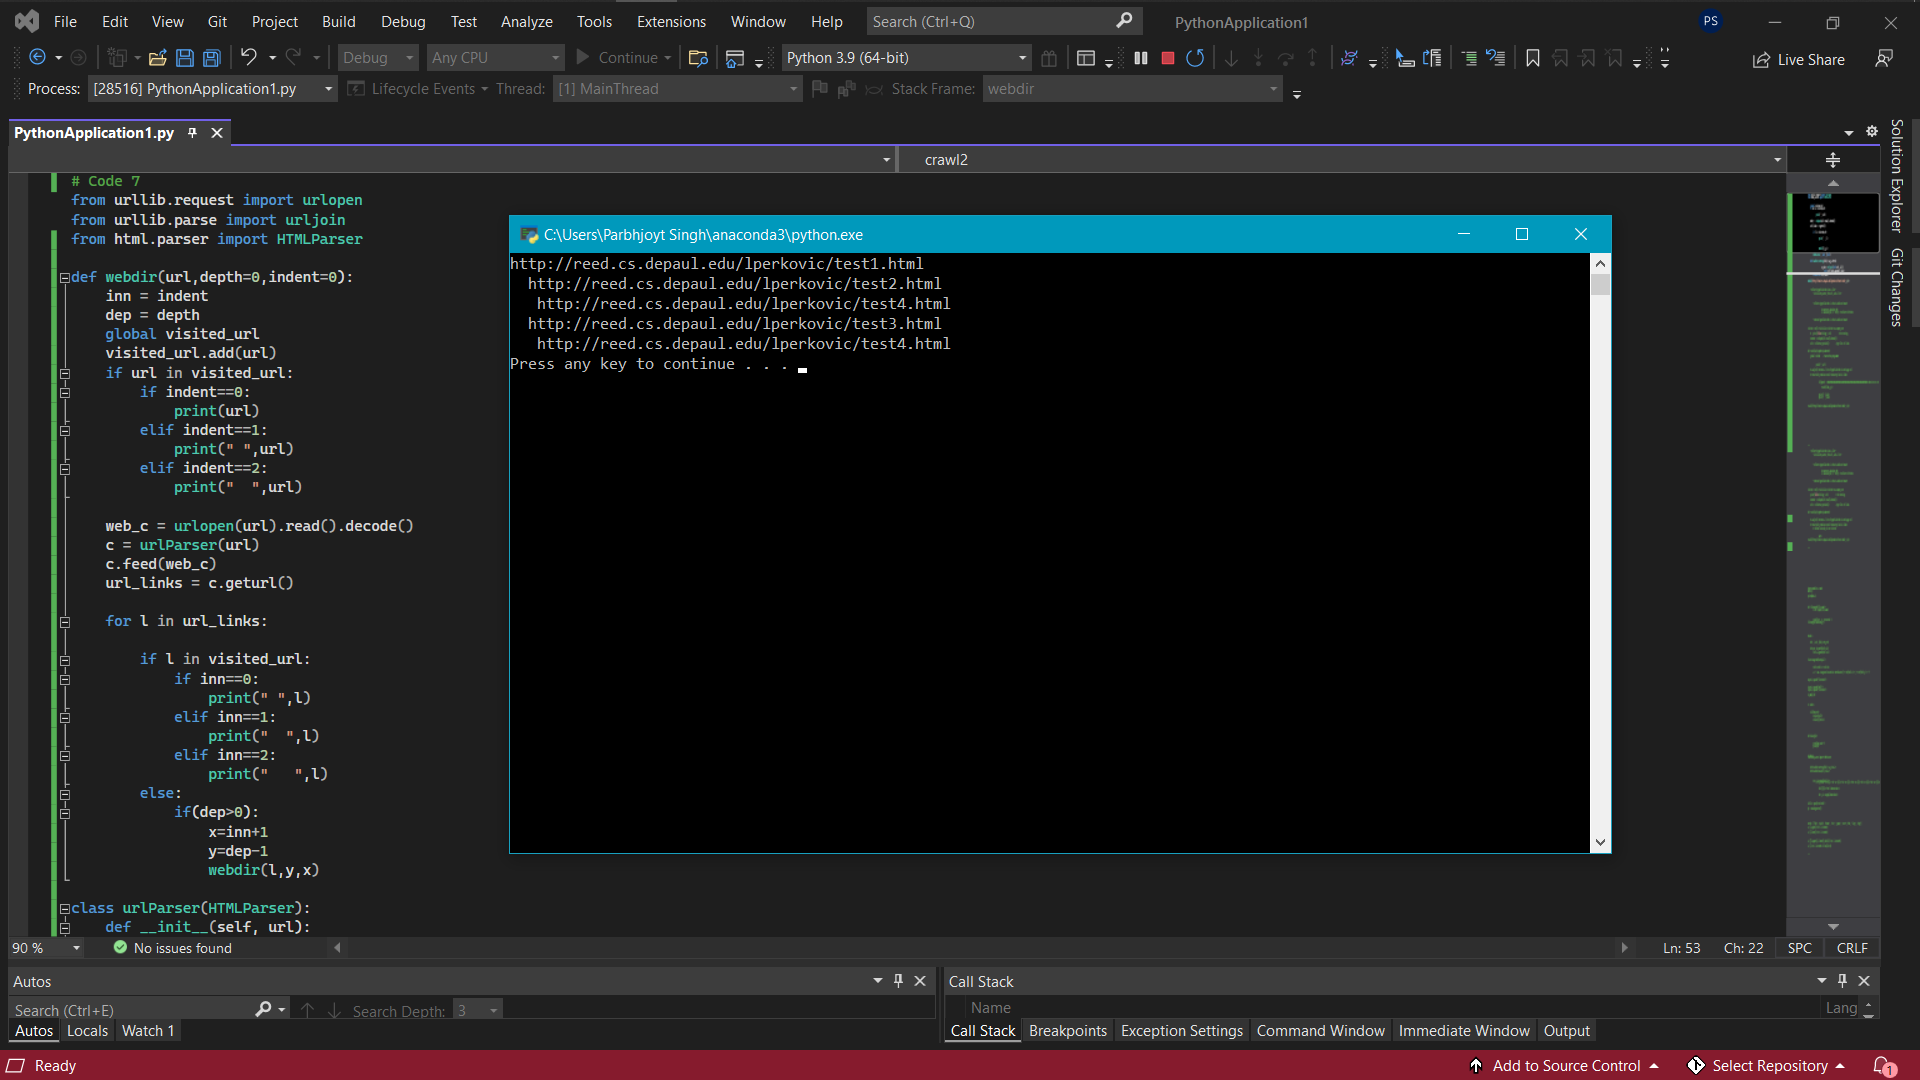 File Edit View Git Project Build Debug Test Analyze Tools Extensions Window Help Search (Ctrl+Q) PythonApplication1 PS
Debug Any CPU Continue Python 3.9 (64-bit) Live Share
Process: [28516] PythonApplication1.py Lifecycle Events Thread: [1] MainThread Stack Frame: webdir
PythonApplication1.py
crawl2
# Code 7
from urllib.request import urlopen
from urllib.parse import urljoin
from html.parser import HTMLParser
def webdir(url,depth=0,indent=0):
    inn = indent
    dep = depth
    global visited_url
    visited_url.add(url)
    if url in visited_url:
        if indent==0:
            print(url)
        elif indent==1:
            print(" ",url)
        elif indent==2:
            print("  ",url)
    web_c = urlopen(url).read().decode()
    c = urlParser(url)
    c.feed(web_c)
    url_links = c.geturl()
    for l in url_links:
        if l in visited_url:
            if inn==0:
                print(" ",l)
            elif inn==1:
                print("  ",l)
            elif inn==2:
                print("   ",l)
        else:
            if(dep>0):
                x=inn+1
                y=dep-1
                webdir(l,y,x)
class urlParser(HTMLParser):
    def __init__(self, url):
C:\Users\Parbhjoyt Singh\anaconda3\python.exe
http://reed.cs.depaul.edu/lperkovic/test1.html
  http://reed.cs.depaul.edu/lperkovic/test2.html
   http://reed.cs.depaul.edu/lperkovic/test4.html
  http://reed.cs.depaul.edu/lperkovic/test3.html
   http://reed.cs.depaul.edu/lperkovic/test4.html
Press any key to continue . . .
Solution Explorer
Git Changes
90 % No issues found Ln: 53 Ch: 22 SPC CRLF
Autos
Search (Ctrl+E) Search Depth: 3
Autos Locals Watch 1
Call Stack
Name Lang
Call Stack Breakpoints Exception Settings Command Window Immediate Window Output
Ready Add to Source Control Select Repository 1